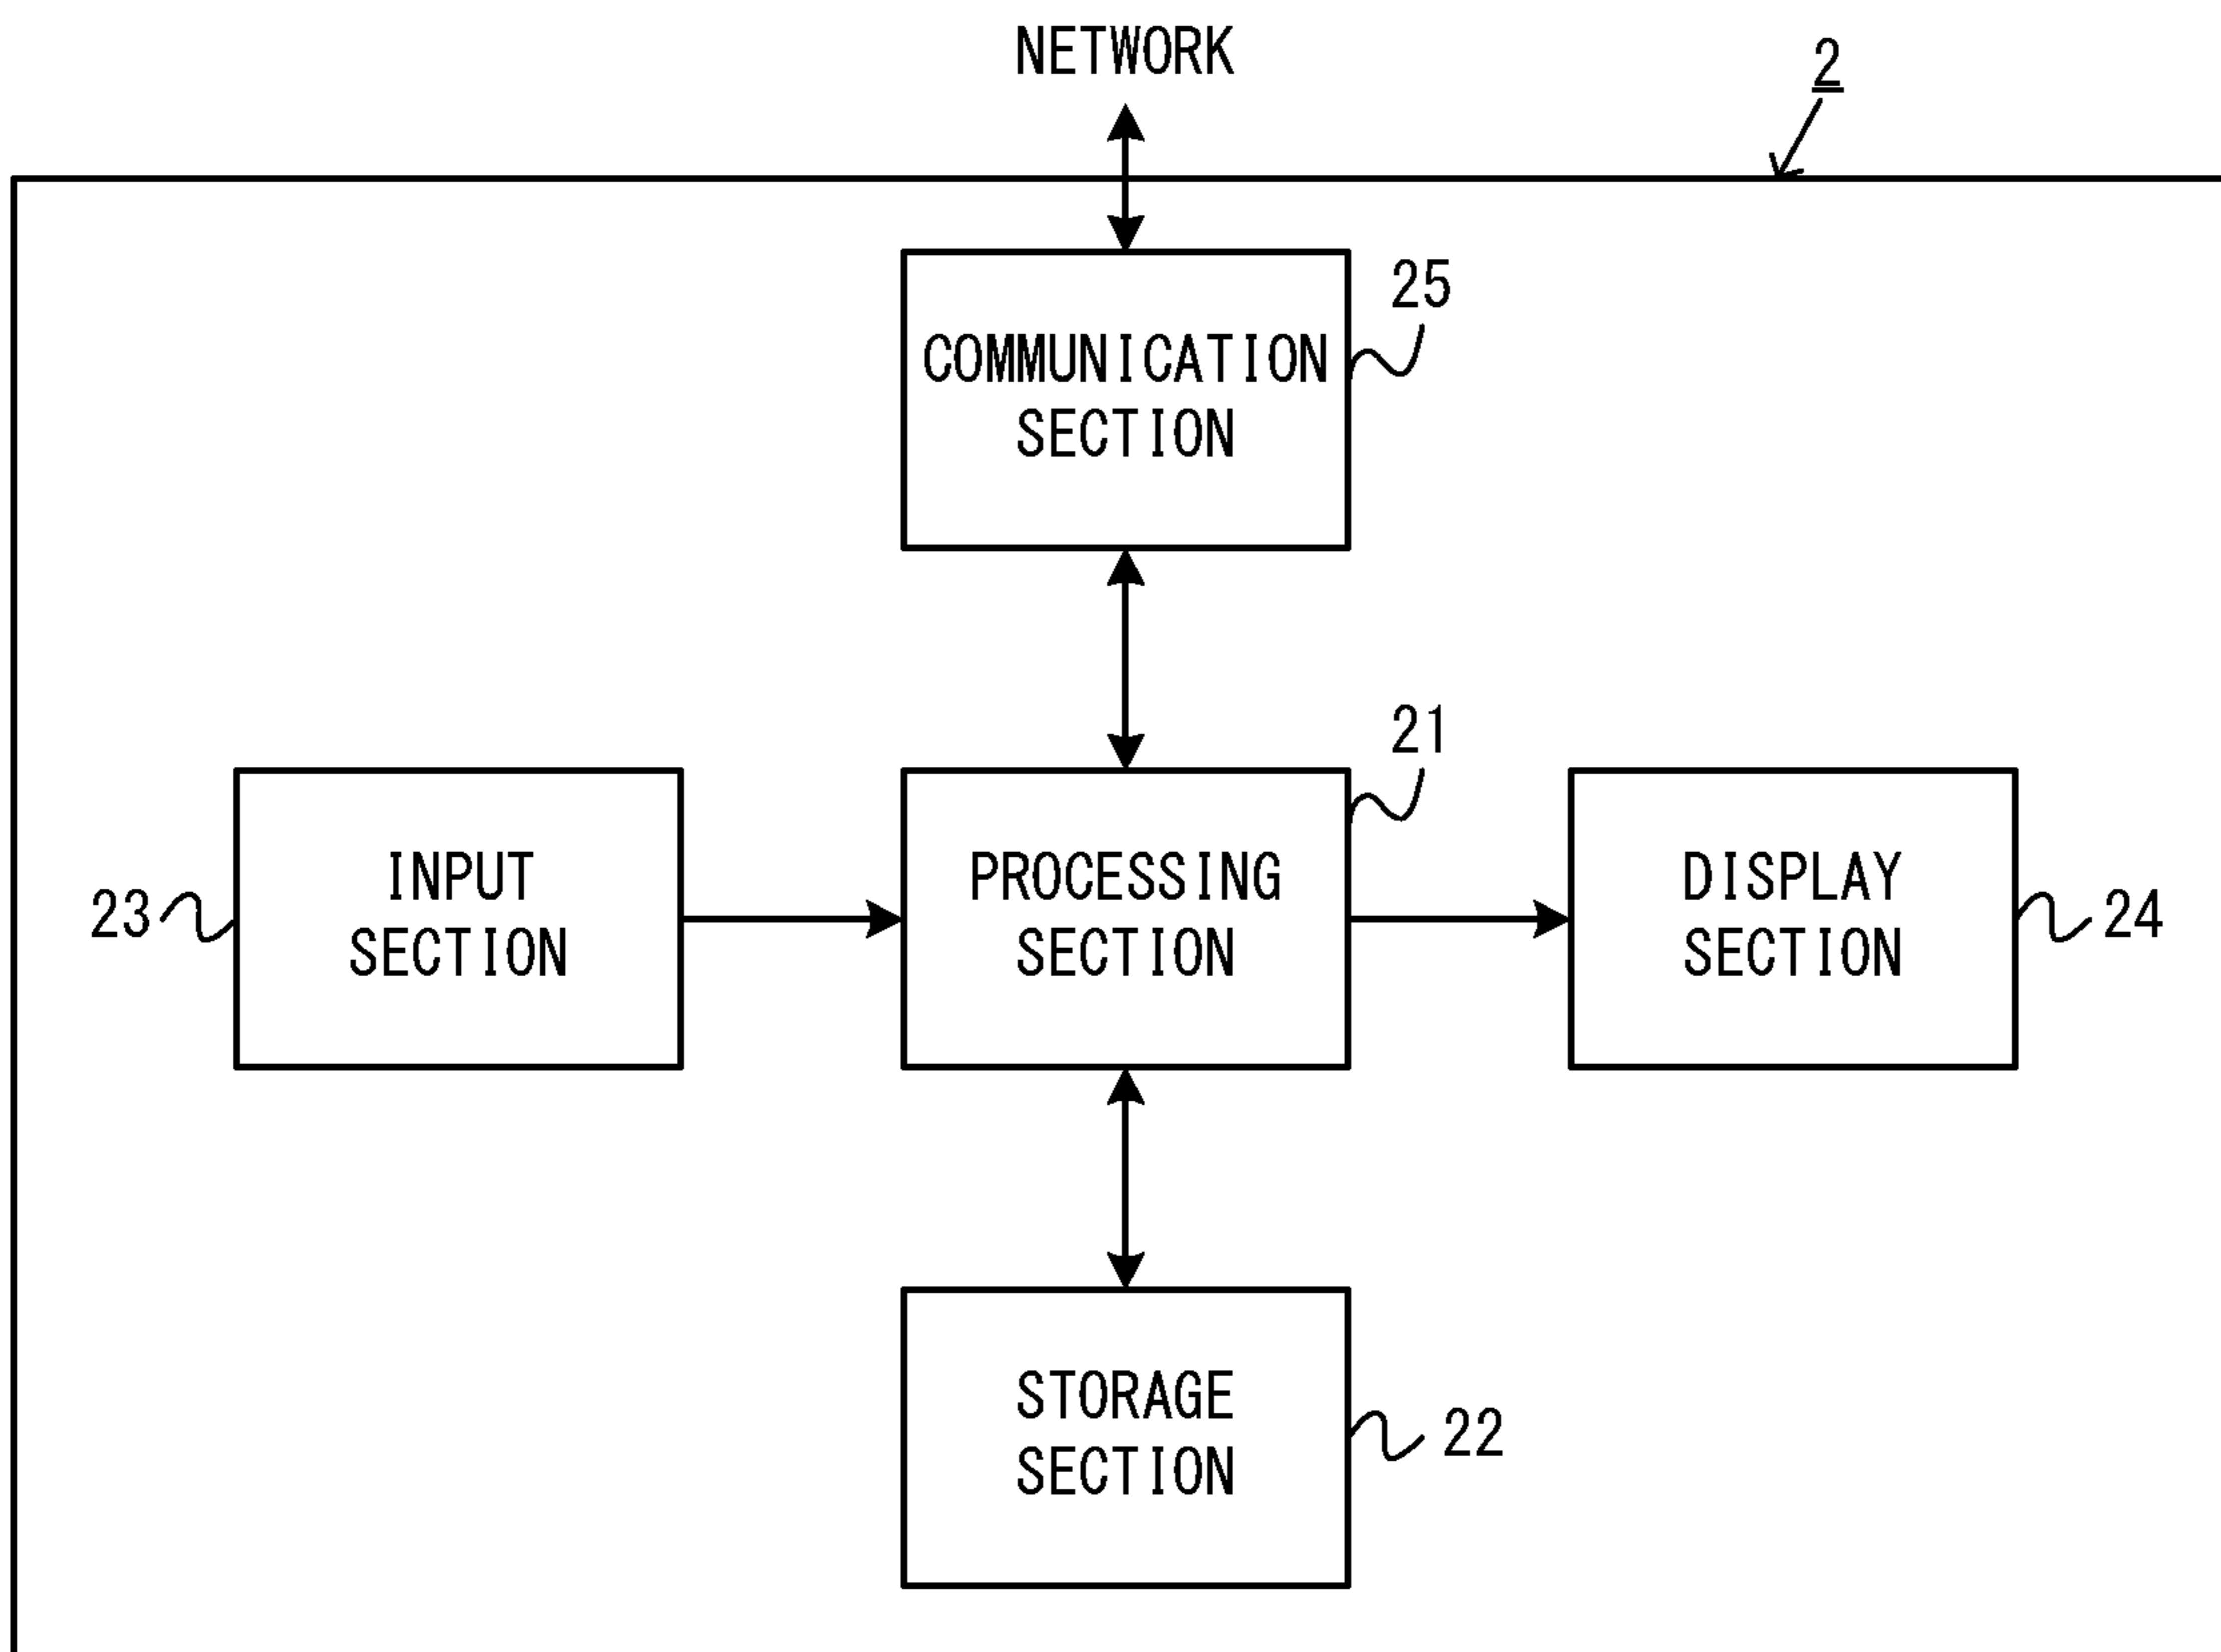 NETWORK
2
COMMUNICATION
SECTION
25
21
INPUT
SECTION
23
PROCESSING
SECTION
DISPLAY
SECTION
24
STORAGE
SECTION
22